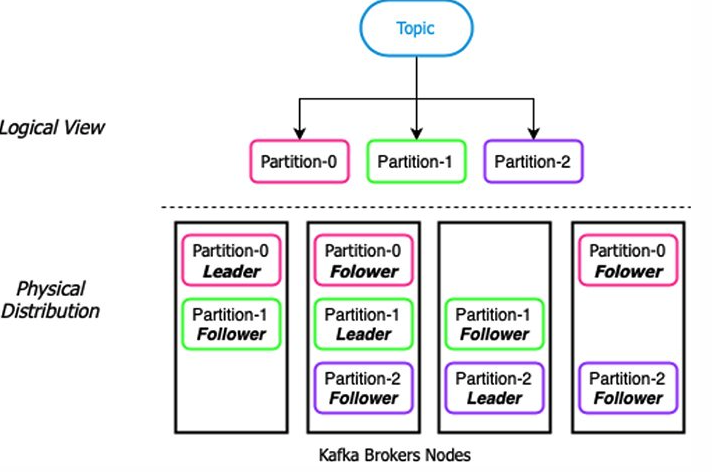 Topic
Logical View
Partition-0
Partition-1
Partition-2
Physical
Distribution
Partition-0
Leader
Partition-1
Follower
Partition-0
Folower
Partition-1
Leader
Partition-2
Follower
Partition-1
Follower
Partition-2
Leader
Partition-0
Folower
Partition-2
Follower
Kafka Brokers Nodes